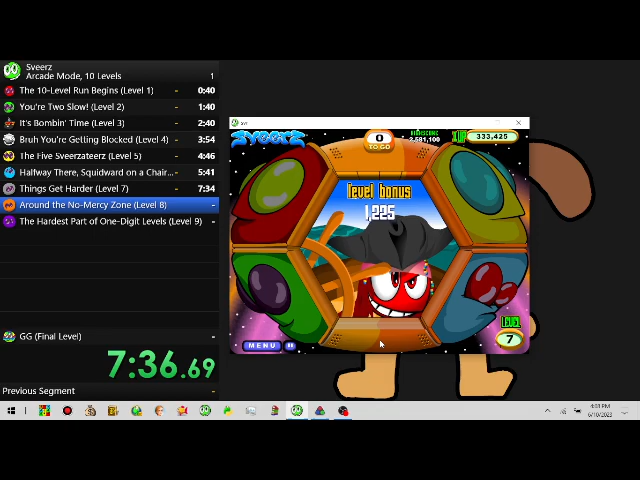 Sveerz
Arcade Mode, 10 Levels 1
The 10-Level Run Begins (Level 1) 0:40
You're Two Slow! (Level 2) 1:40
It's Bombin' Time (Level 3) 2:40
Bruh You're Getting Blocked (Level 4) 3:54
The Five Sveerzateerz (Level 5) 4:46
Halfway There, Squidward on a Chair... 5:41
Things Get Harder (Level 7) 7:34
Around the No-Mercy Zone (Level 8) -
The Hardest Part of One-Digit Levels (Level 9) -
GG (Final Level) -
7:36.69
Previous Segment -
SVEERZ
0
TO GO
HIGHSCORE
2,581,100
1UP
333,425
level bonus
1,225
MENU
LEVEL
7
4:08 PM
6/10/2023